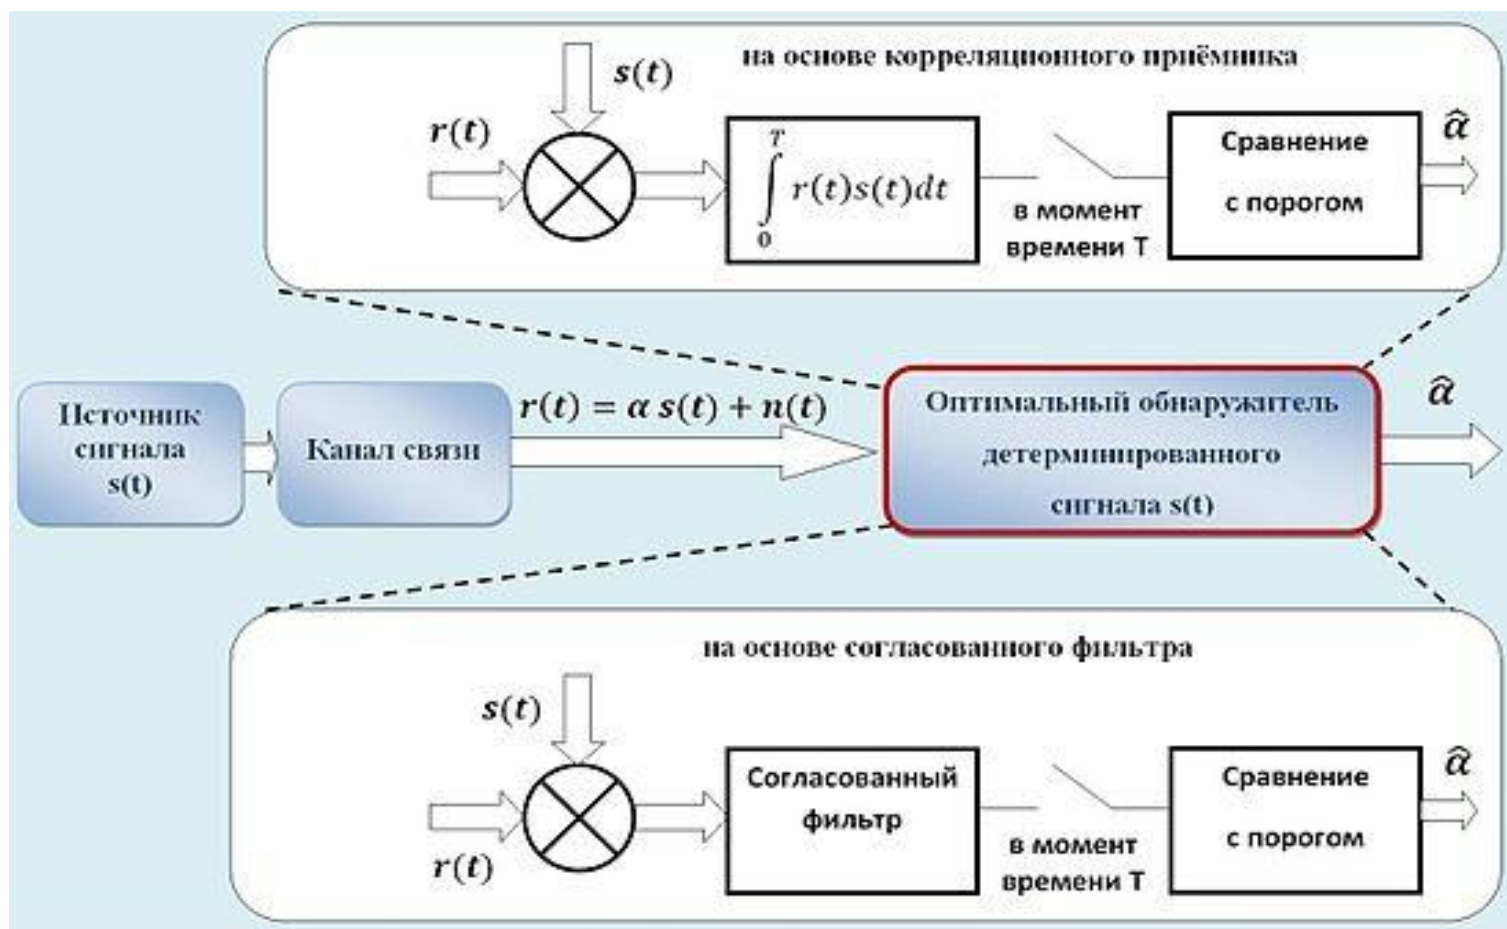 на основе корреляционного приёмника
s(t)
r(t)
T
∫ r(t)s(t)dt
0
в момент
времени T
Сравнение
с порогом
α̂
Источник
сигнала
s(t)
Канал связи
r(t) = α s(t) + n(t)
Оптимальный обнаружитель
детерминированного
сигнала s(t)
α̂
на основе согласованного фильтра
s(t)
r(t)
Согласованный
фильтр
в момент
времени T
Сравнение
с порогом
α̂